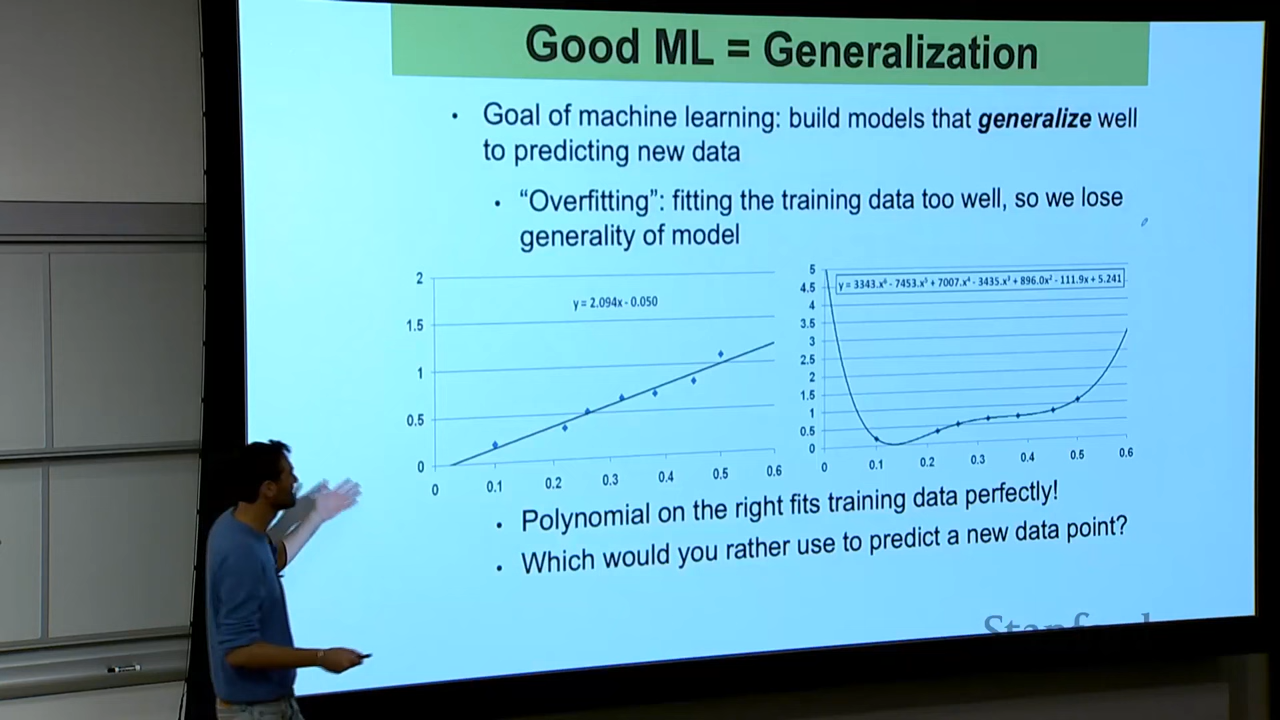 Good ML = Generalization
• Goal of machine learning: build models that generalize well
to predicting new data
• “Overfitting”: fitting the training data too well, so we lose
generality of model
2
1.5
1
0.5
0
0 0.1 0.2 0.3 0.4 0.5 0.6
y = 2.094x - 0.050
5
4.5
4
3.5
3
2.5
2
1.5
1
0.5
0
0 0.1 0.2 0.3 0.4 0.5 0.6
y = 3343.x⁶ - 7453.x⁵ + 7007.x⁴ - 3435.x³ + 896.0x² - 111.9x + 5.241
• Polynomial on the right fits training data perfectly!
• Which would you rather use to predict a new data point?